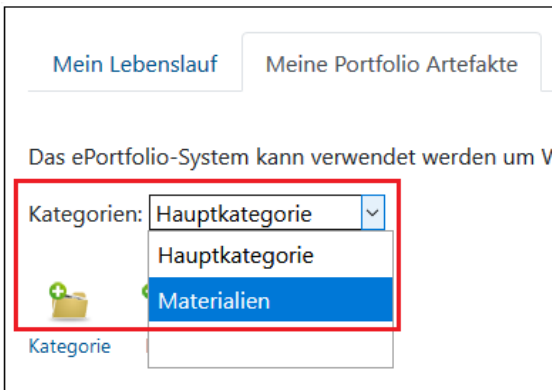 Mein Lebenslauf
Meine Portfolio Artefakte
Das ePortfolio-System kann verwendet werden um
Kategorien: Hauptkategorie
Hauptkategorie
Materialien
Kategorie